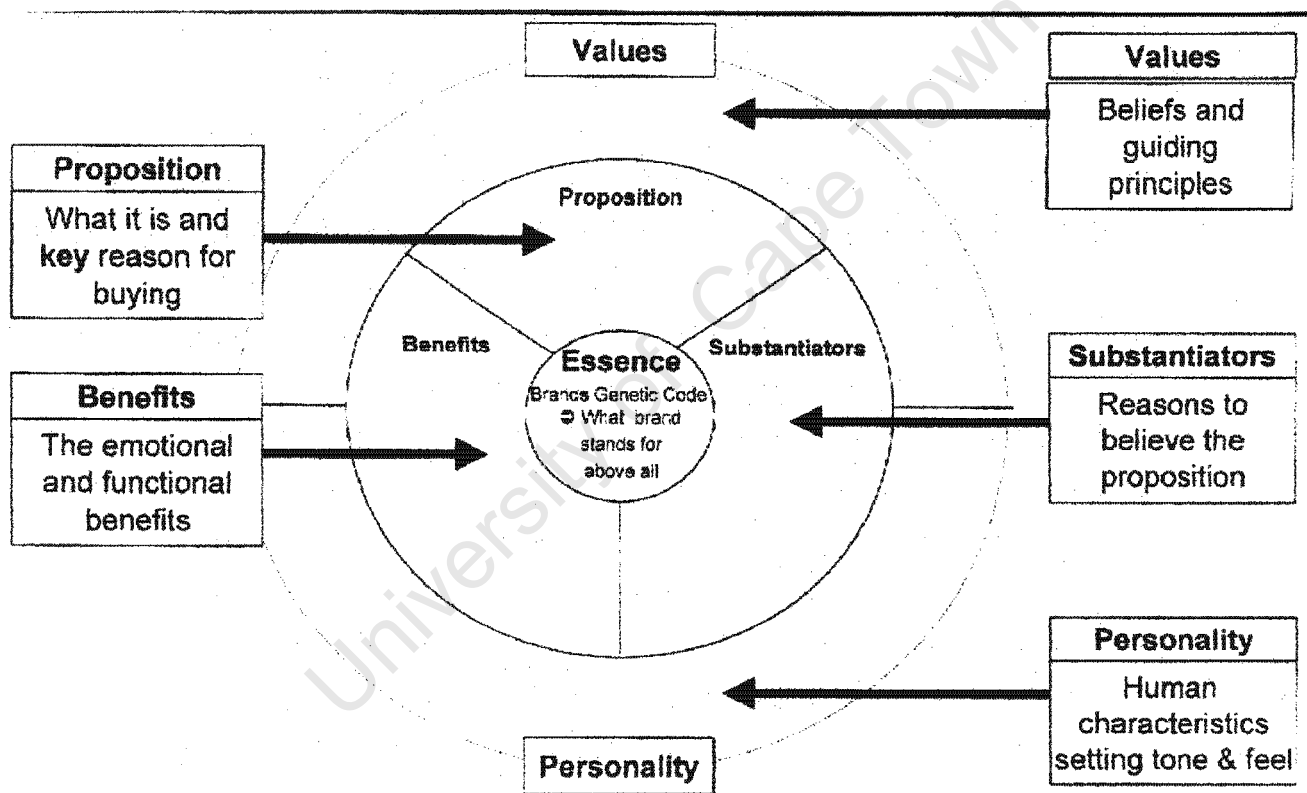 Values
Values
Beliefs and
guiding
principles
Proposition
What it is and
key reason for
buying
Proposition
Benefits
Substantiators
Essence
Brancs Genetic Code
➲ What brand
stands for
above all
Benefits
The emotional
and functional
benefits
Substantiators
Reasons to
believe the
proposition
Personality
Human
characteristics
setting tone & feel
Personality
University of Cape Town